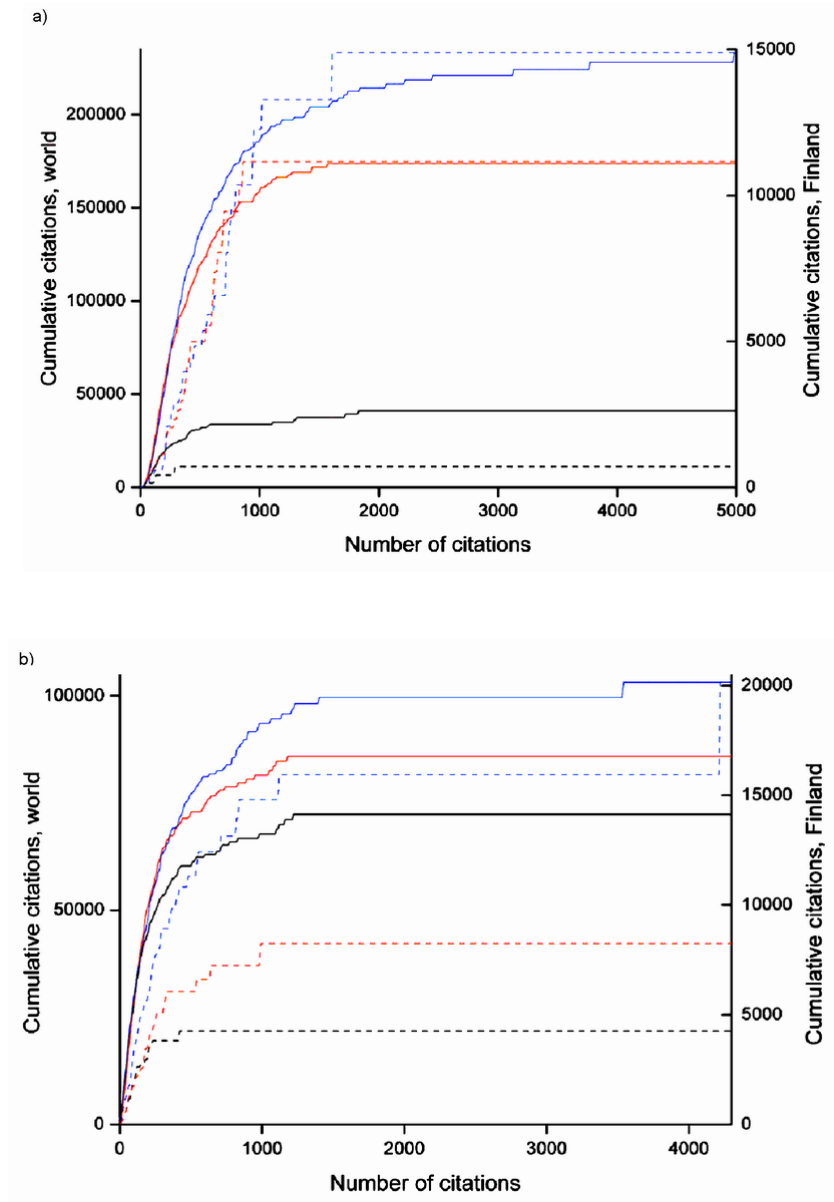 a)
Cumulative citations, world
200000
150000
100000
50000
0
15000
10000
5000
0
Cumulative citations, Finland
0 1000 2000 3000 4000 5000
Number of citations
b)
Cumulative citations, world
100000
50000
0
20000
15000
10000
5000
0
Cumulative citations, Finland
0 1000 2000 3000 4000
Number of citations